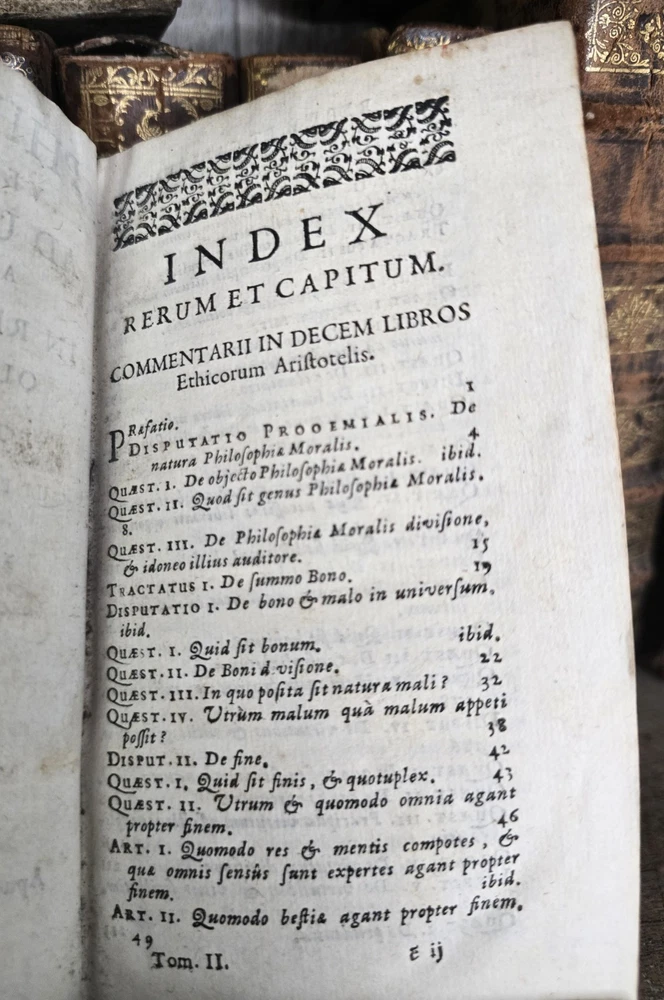 INDEX
RERUM ET CAPITUM.
COMMENTARII IN DECEM LIBROS
Ethicorum Ariſtotelis.
PRæfatio. 1
DISPUTATIO PROOEMIALIS. De
natura Philoſophiæ Moralis. 4
QUÆST. I. De objecto Philoſophiæ Moralis. ibid.
QUÆST. II. Quod ſit genus Philoſophiæ Moralis.
8.
QUÆST. III. De Philoſophiæ Moralis diviſione,
& idoneo illius auditore. 15
TRACTATUS I. De ſummo Bono. 19
DISPUTATIO I. De bono & malo in univerſum.
ibid.
QUÆST. I. Quid ſit bonum. ibid.
QUÆST. II. De Boni d viſione. 22
QUÆST. III. In quo poſita ſit natura mali? 32
QUÆST. IV. Utrùm malum quà malum appeti
poſſit? 38
DISPUT. II. De fine. 42
QUÆST. I. Quid ſit finis, & quotuplex. 43
QUÆST. II. Utrum & quomodo omnia agant
propter finem. 46
ART. I. Quomodo res & mentis compotes, &
quæ omnis ſensûs ſunt expertes agant propter
finem. ibid.
ART. II. Quomodo beſtiæ agant propter finem.
49
Tom. II. E ij